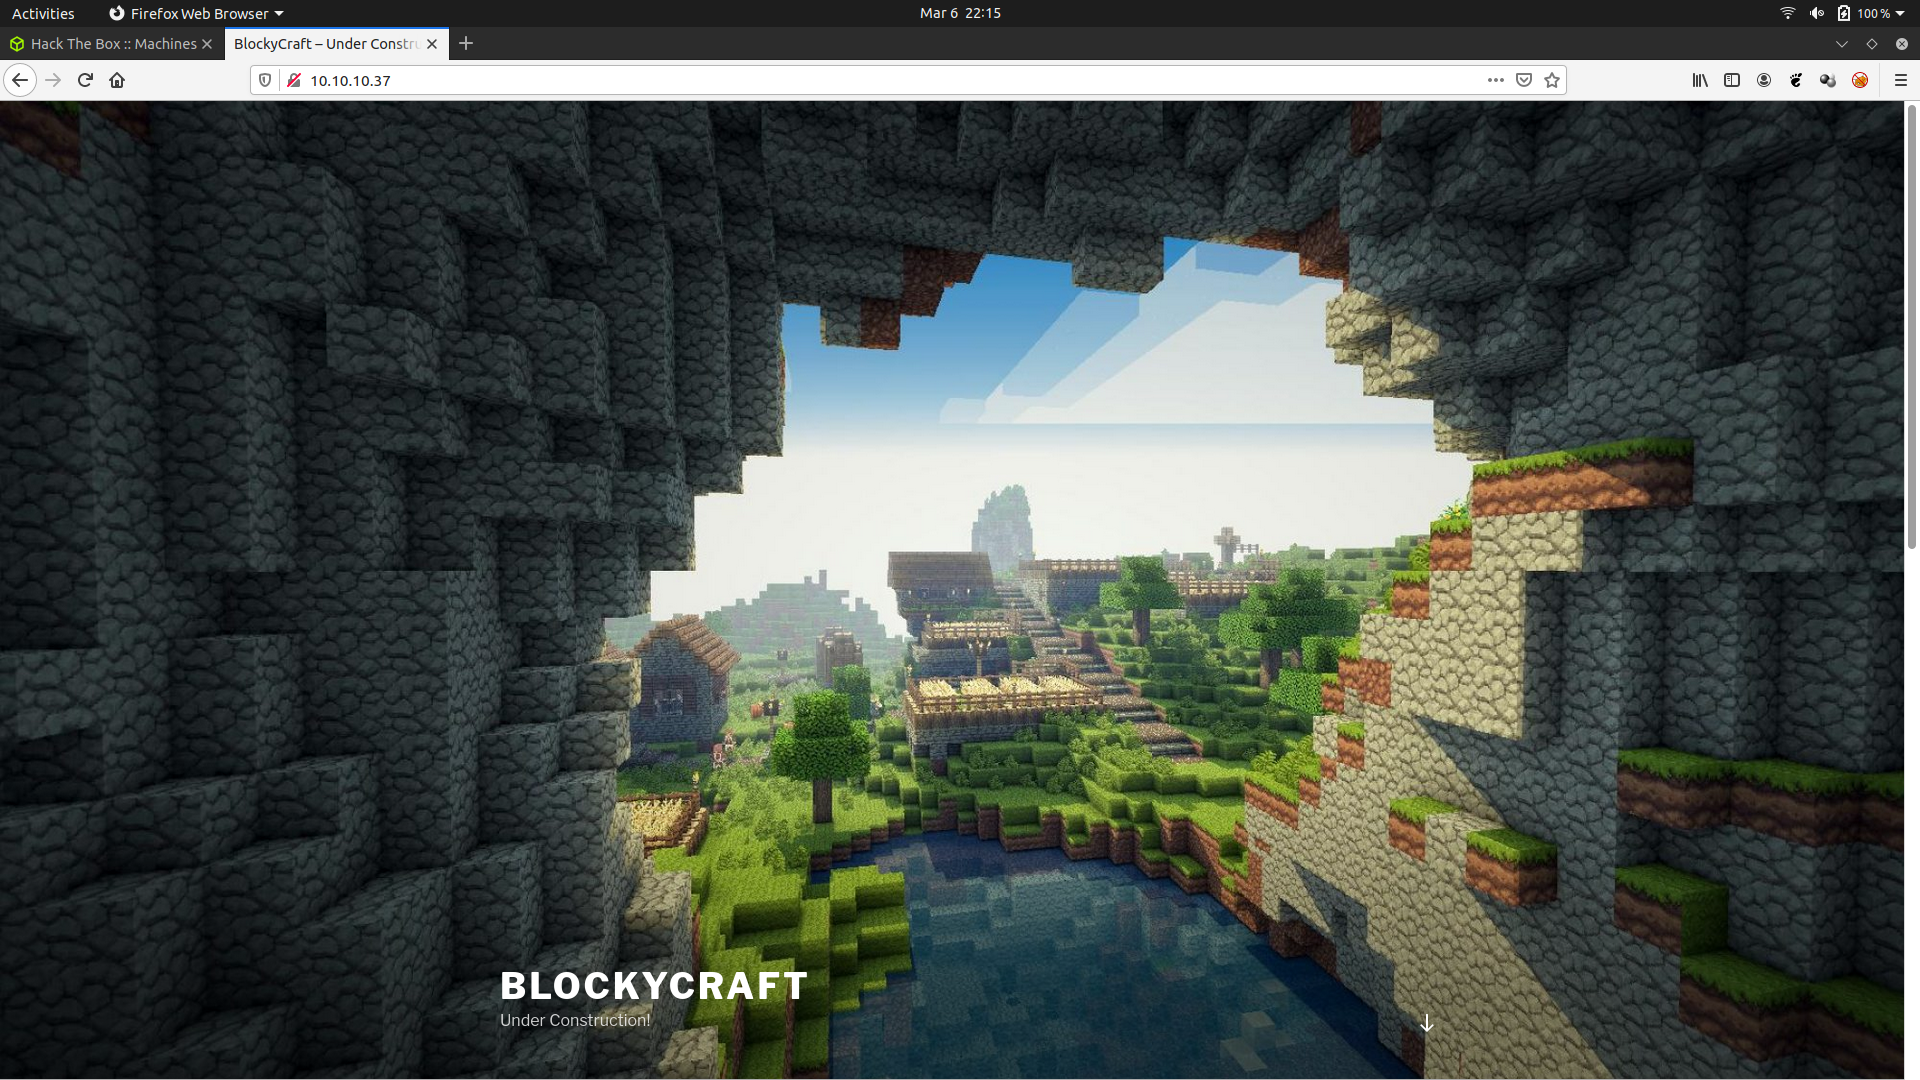 Activities
Firefox Web Browser
Mar 6 22:15
100 %
Hack The Box :: Machines
BlockyCraft – Under Constru
10.10.10.37
BLOCKYCRAFT
Under Construction!